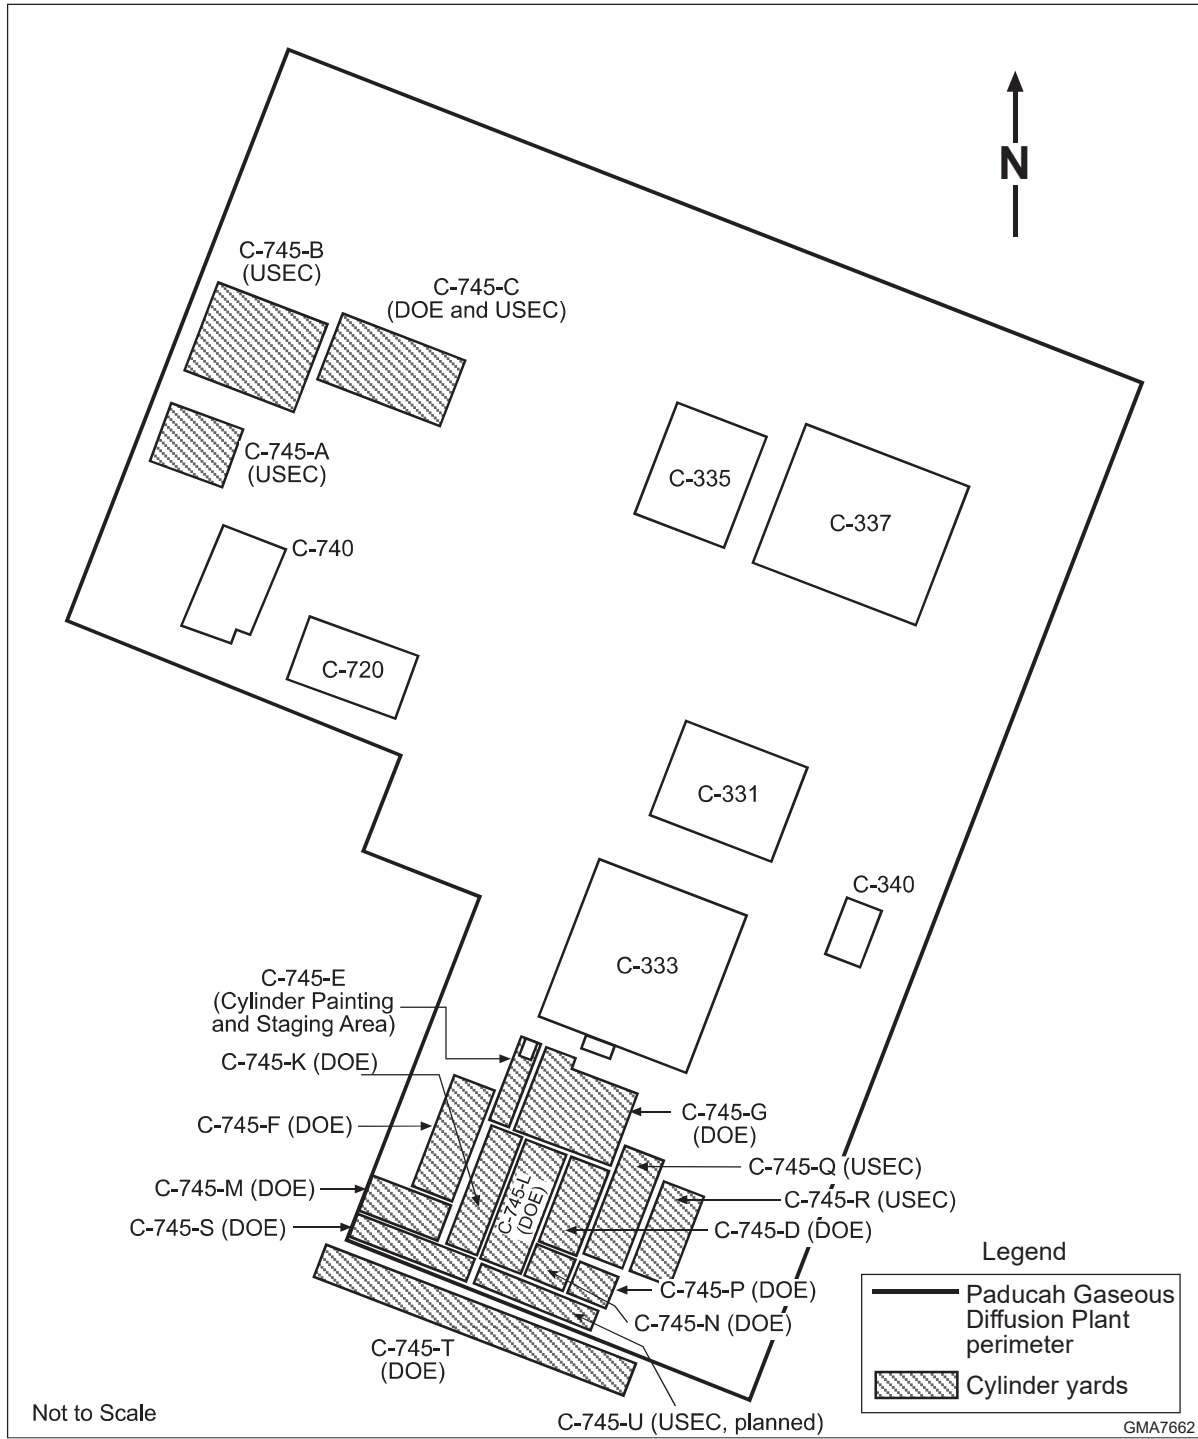 N
C-745-B
(USEC)
C-745-C
(DOE and USEC)
C-745-A
(USEC)
C-335
C-337
C-740
C-720
C-331
C-340
C-333
C-745-E
(Cylinder Painting
and Staging Area)
C-745-K (DOE)
C-745-F (DOE)
C-745-G
(DOE)
C-745-Q (USEC)
C-745-M (DOE)
C-745-L
(DOE)
C-745-R (USEC)
C-745-S (DOE)
C-745-D (DOE)
C-745-P (DOE)
C-745-N (DOE)
C-745-T
(DOE)
C-745-U (USEC, planned)
Legend
Paducah Gaseous
Diffusion Plant
perimeter
Cylinder yards
Not to Scale
GMA7662